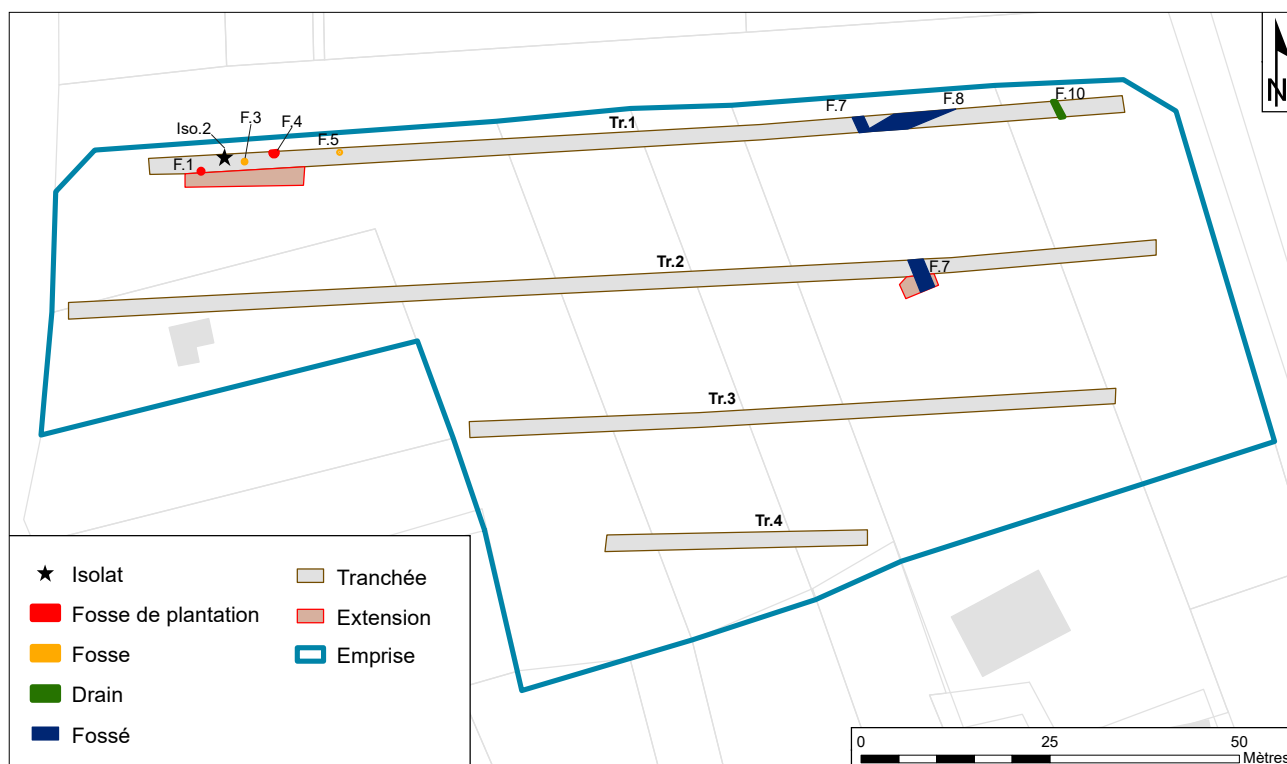 N
F.10
F.7
F.8
F.3
F.4
Iso.2
Tr.1
F.5
F.1
Tr.2
F.7
Tr.3
Tr.4
Isolat
Fosse de plantation
Fosse
Drain
Fossé
Tranchée
Extension
Emprise
0 25 50
Mètres